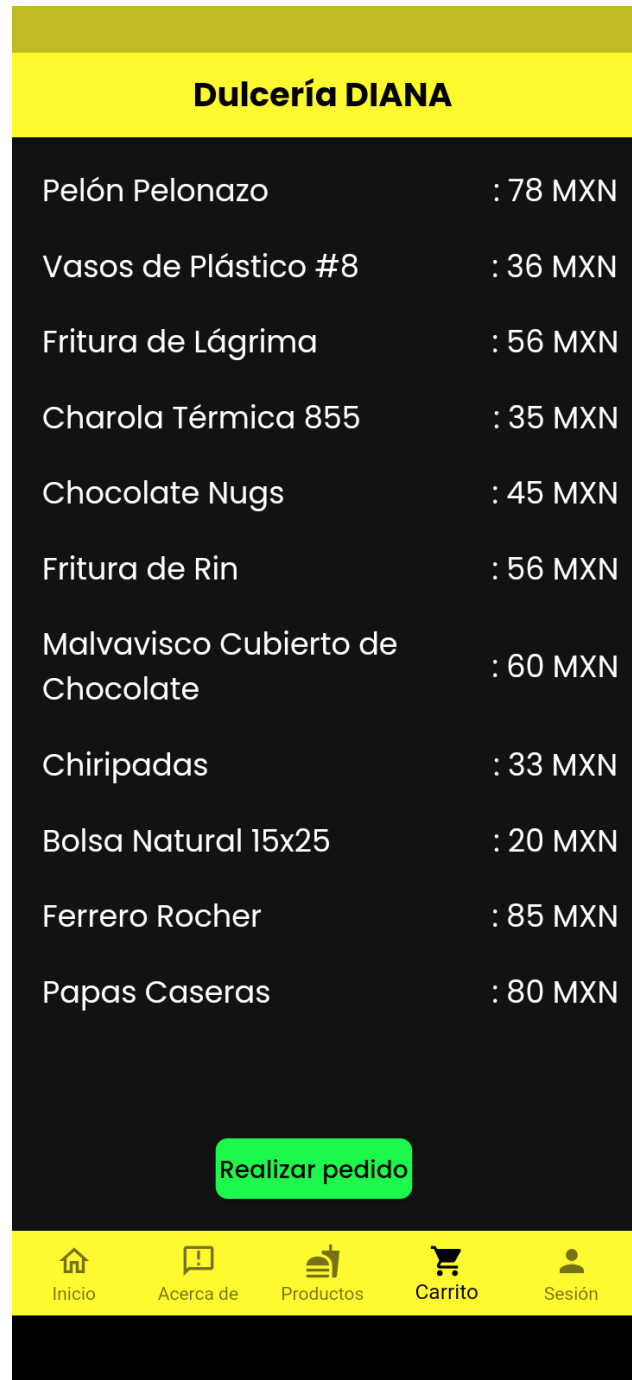 Dulcería DIANA
Pelón Pelonazo : 78 MXN
Vasos de Plástico #8 : 36 MXN
Fritura de Lágrima : 56 MXN
Charola Térmica 855 : 35 MXN
Chocolate Nugs : 45 MXN
Fritura de Rin : 56 MXN
Malvavisco Cubierto de
Chocolate : 60 MXN
Chiripadas : 33 MXN
Bolsa Natural 15x25 : 20 MXN
Ferrero Rocher : 85 MXN
Papas Caseras : 80 MXN
Realizar pedido
Inicio Acerca de Productos Carrito Sesión